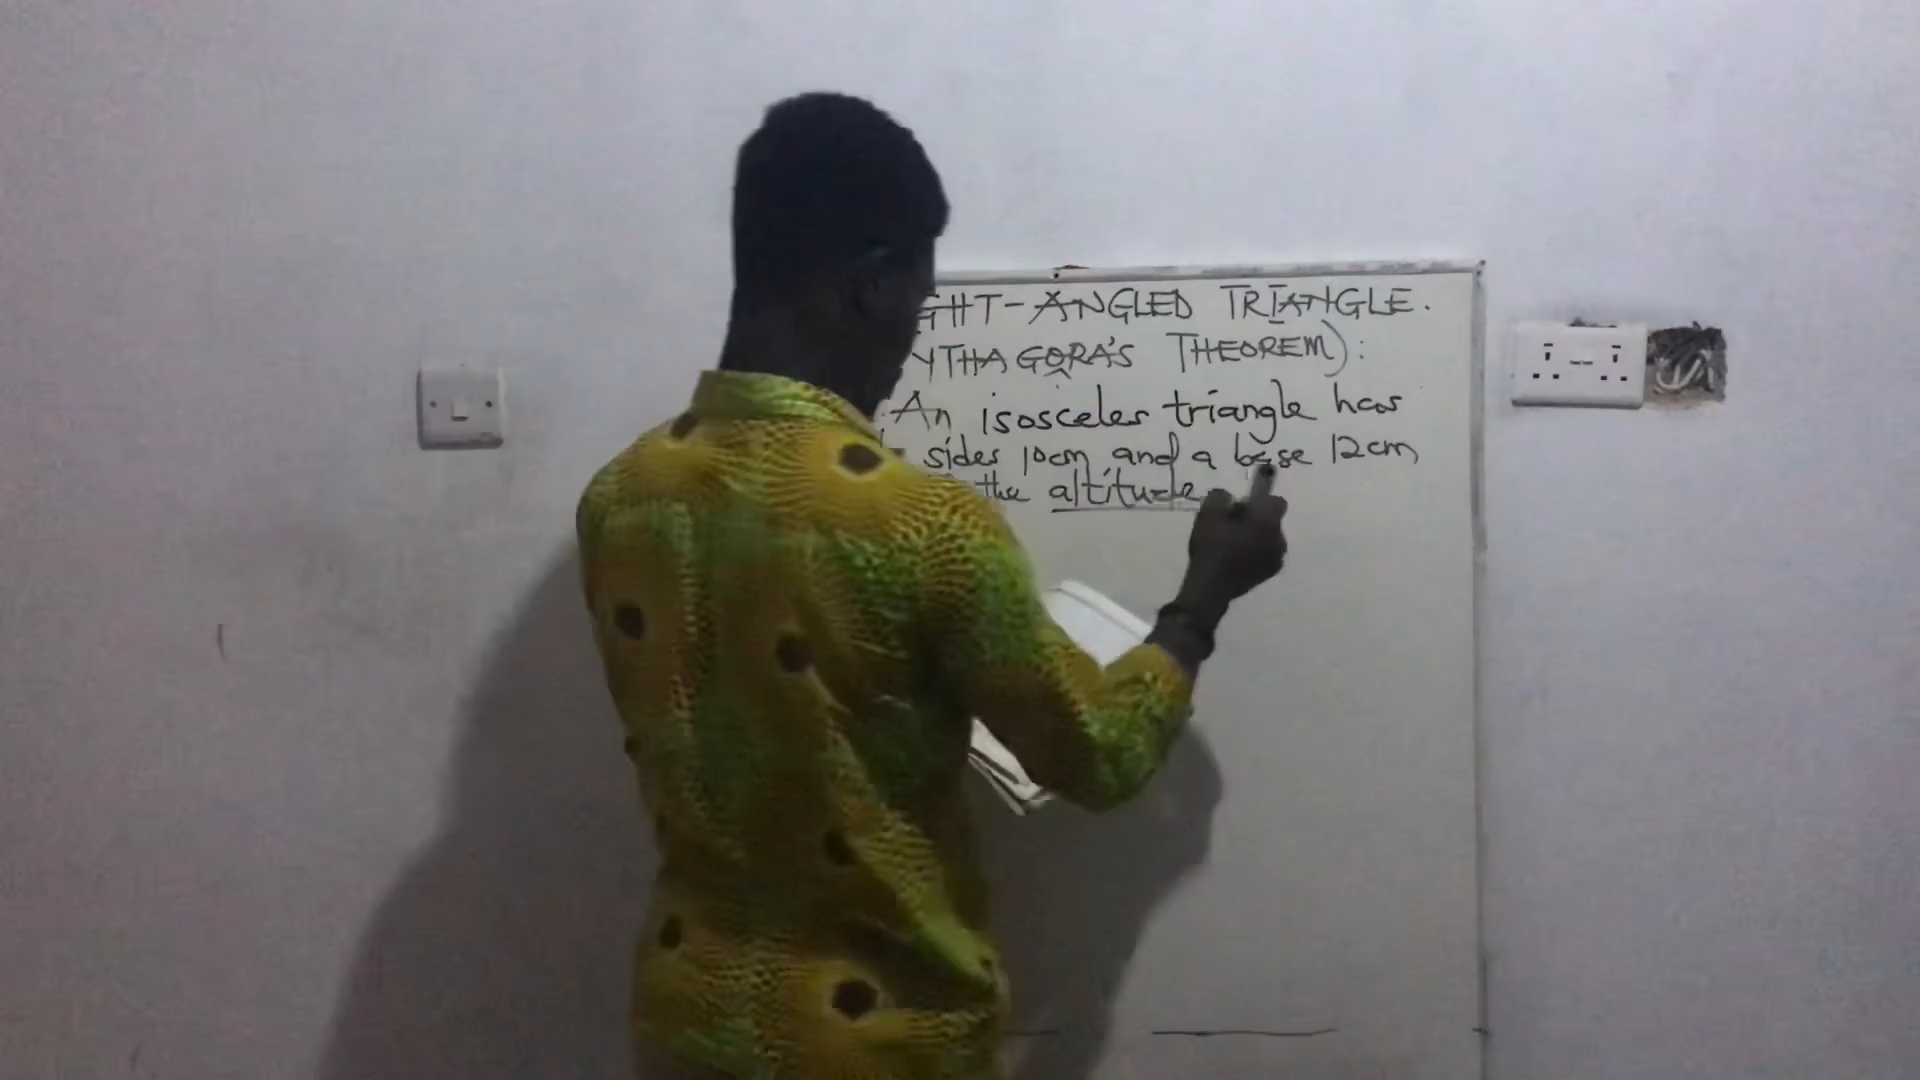 GHT-ANGLED TRIANGLE.
YTHAGORA'S THEOREM):
An isosceles triangle has
sides 10cm and a base 12cm
the altitude